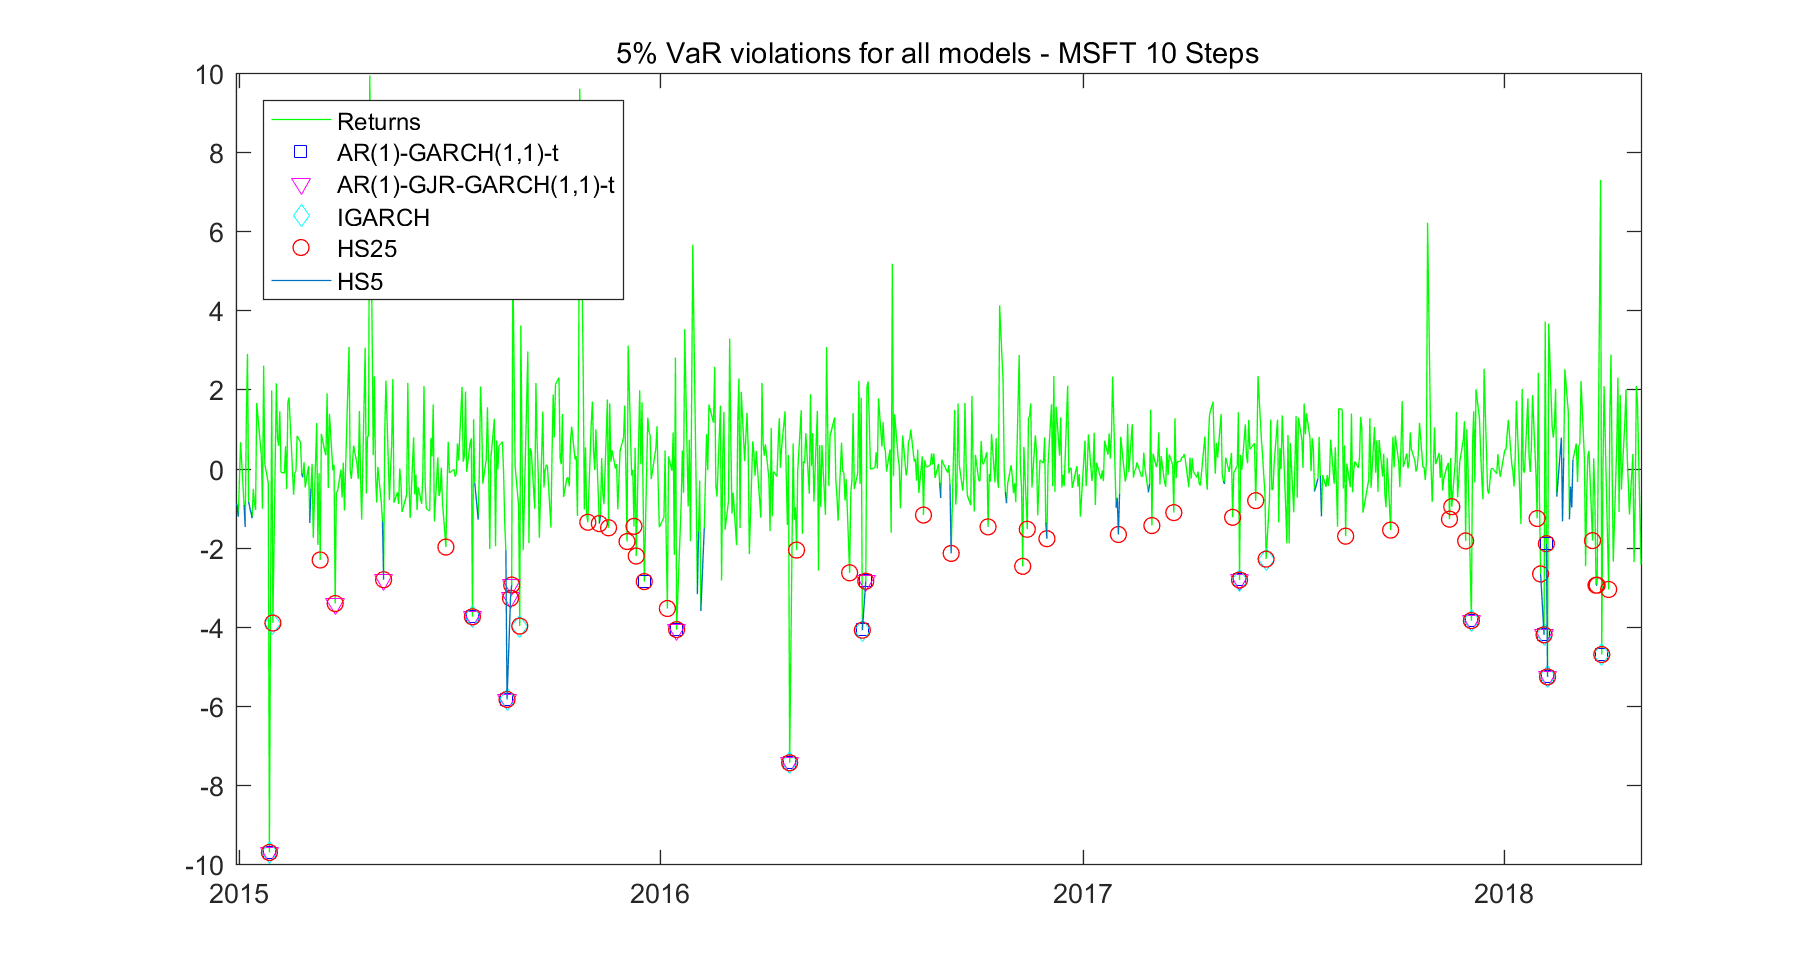 5% VaR violations for all models - MSFT 10 Steps
10
8
6
4
2
0
-2
-4
-6
-8
-10
Returns
AR(1)-GARCH(1,1)-t
AR(1)-GJR-GARCH(1,1)-t
IGARCH
HS25
HS5
2015
2016
2017
2018